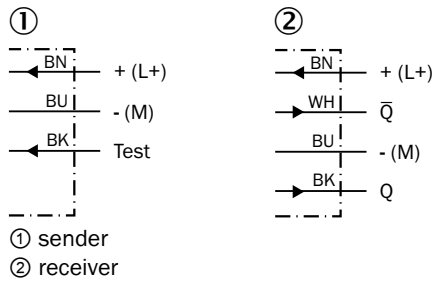 ① ②
BN + (L+) BN + (L+)
WH Q̅
BU - (M)
BU - (M)
BK Test
BK Q
① sender
② receiver